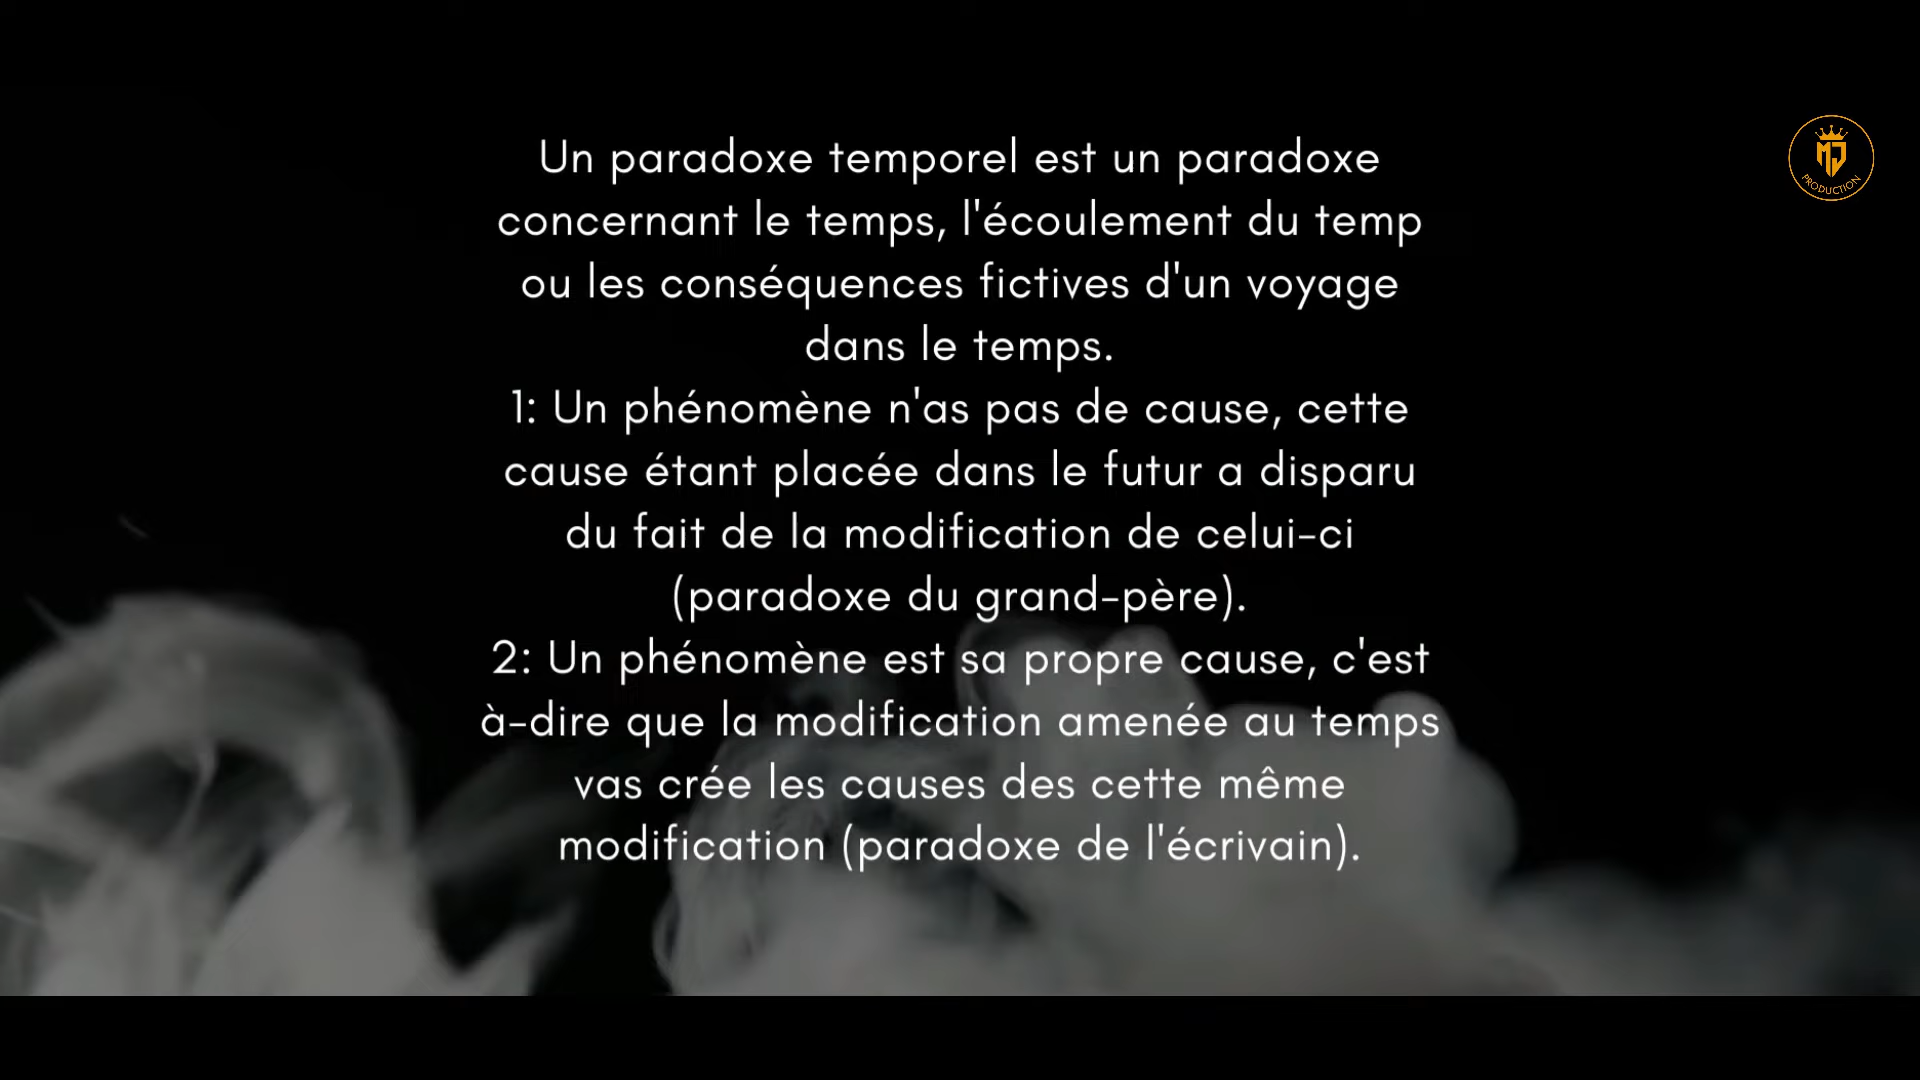 Un paradoxe temporel est un paradoxe
concernant le temps, l'écoulement du temp
ou les conséquences fictives d'un voyage
dans le temps.
1: Un phénomène n'as pas de cause, cette
cause étant placée dans le futur a disparu
du fait de la modification de celui-ci
(paradoxe du grand-père).
2: Un phénomène est sa propre cause, c'est
à-dire que la modification amenée au temps
vas crée les causes des cette même
modification (paradoxe de l'écrivain).
MJ
PRODUCTION